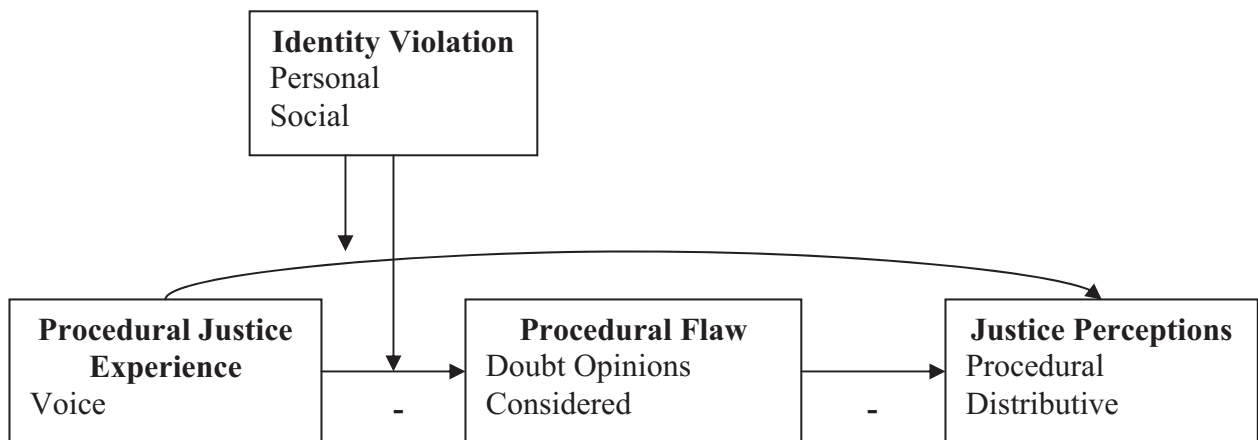 Identity Violation
Personal
Social
Procedural Justice
Experience
Voice
-
Procedural Flaw
Doubt Opinions
Considered
-
Justice Perceptions
Procedural
Distributive